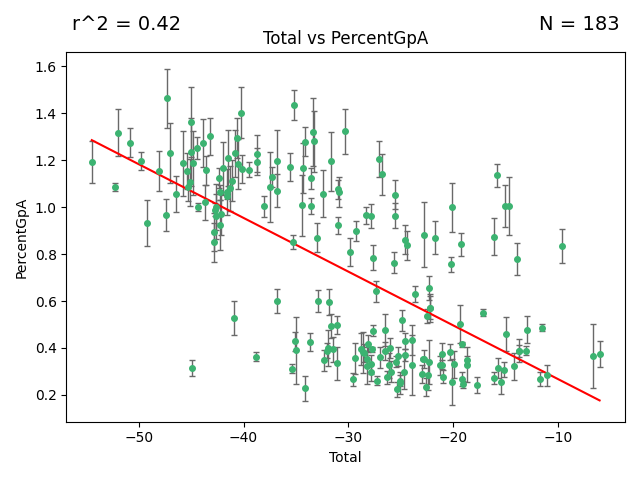 r^2 = 0.42 N = 183
Total vs PercentGpA
1.6
1.4
1.2
1.0
0.8
0.6
0.4
0.2
PercentGpA
−50 −40 −30 −20 −10
Total